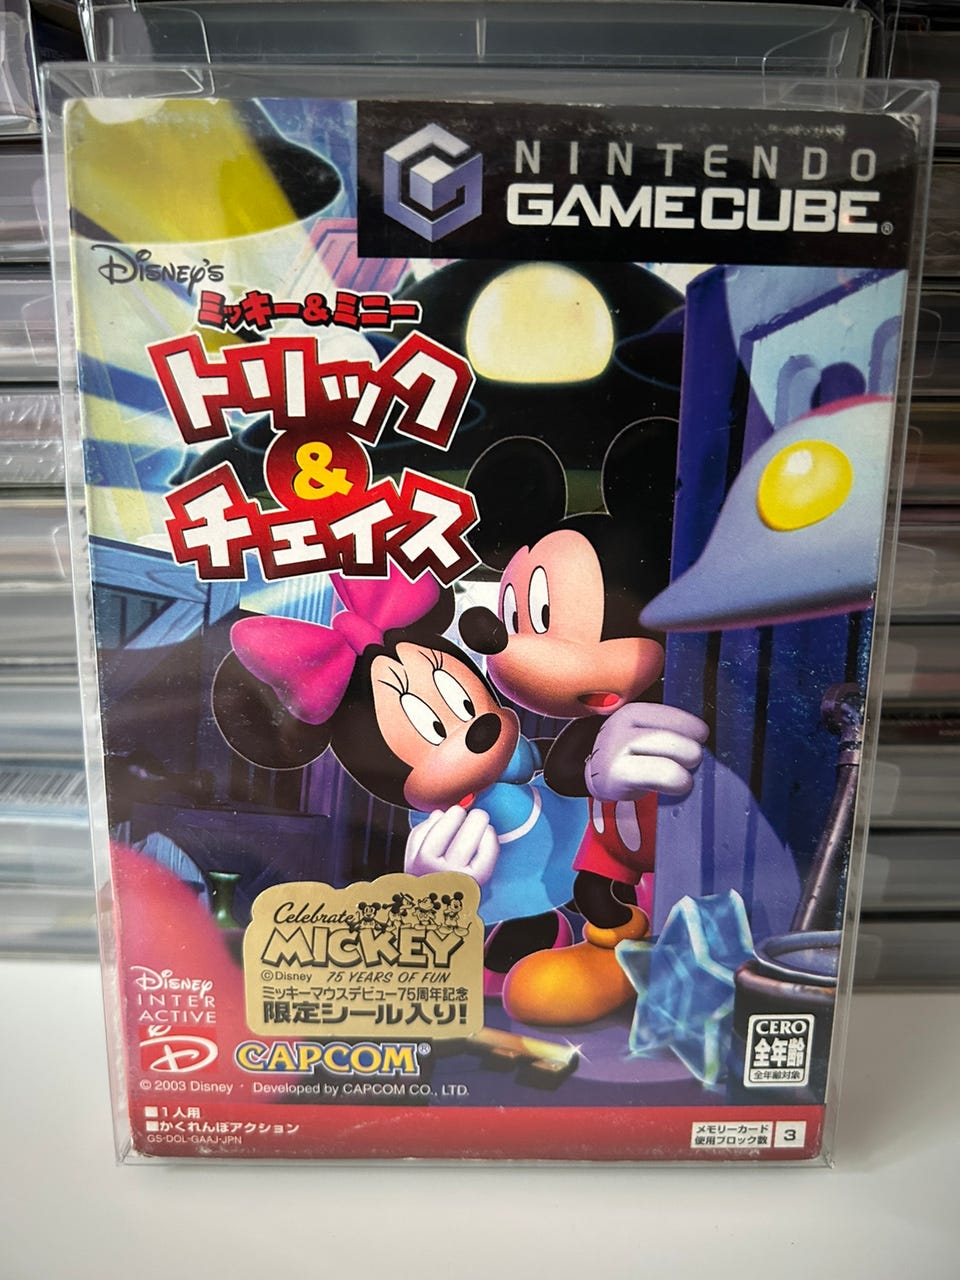 NINTENDO
GAMECUBE®
Disney's
ミッキー&ミニー
トリック
&
チェイス
Celebrate
MICKEY
©Disney 75 YEARS OF FUN
ミッキーマウスデビュー75周年記念
限定シール入り!
Disney
INTER
ACTIVE
D
CAPCOM®
© 2003 Disney · Developed by CAPCOM CO., LTD.
■1人用
■かくれんぼアクション
GS-DOL-GAAJ-JPN
CERO
全年齢
全年齢対象
メモリーカード
使用ブロック数 3